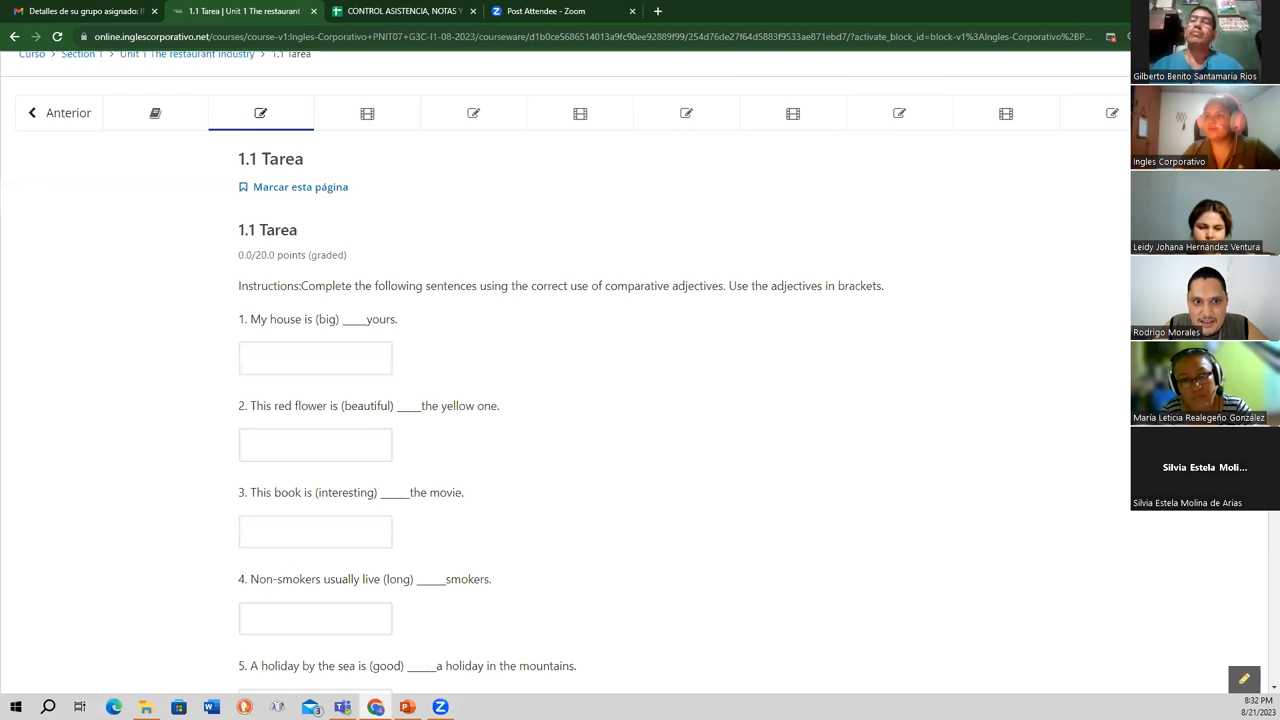 Detalles de su grupo asignado: I
1.1 Tarea | Unit 1 The restaurant
CONTROL ASISTENCIA, NOTAS Y
Post Attendee - Zoom
Curso
Section 1
Unit 1 The restaurant industry
1.1 Tarea
Anterior
1.1 Tarea
Marcar esta página
1.1 Tarea
0.0/20.0 points (graded)
Instructions:Complete the following sentences using the correct use of comparative adjectives. Use the adjectives in brackets.
1. My house is (big) ____yours.
2. This red flower is (beautiful) ____the yellow one.
3. This book is (interesting) _____the movie.
4. Non-smokers usually live (long) _____smokers.
5. A holiday by the sea is (good) _____a holiday in the mountains.
Gilberto Benito Santamaria Rios
Ingles Corporativo
Leidy Johana Hernández Ventura
Rodrigo Morales
María Leticia Realegeño González
Silvia Estela Moli...
Silvia Estela Molina de Arias
8:32 PM
8/21/2023